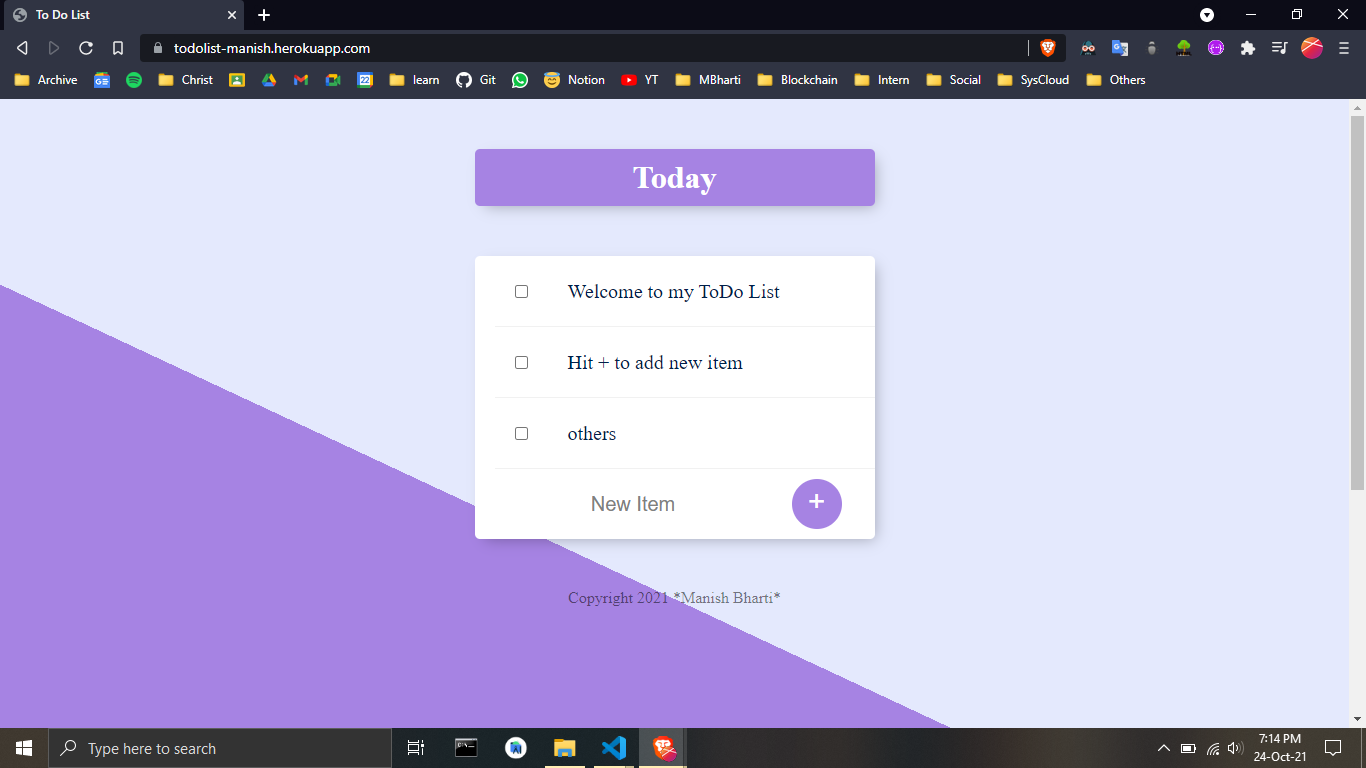 To Do List
todolist-manish.herokuapp.com
Archive
Christ
22
learn
Git
Notion
YT
MBharti
Blockchain
Intern
Social
SysCloud
Others
Today
Welcome to my ToDo List
Hit + to add new item
others
New Item
+
Copyright 2021 *Manish Bharti*
Type here to search
7:14 PM
24-Oct-21